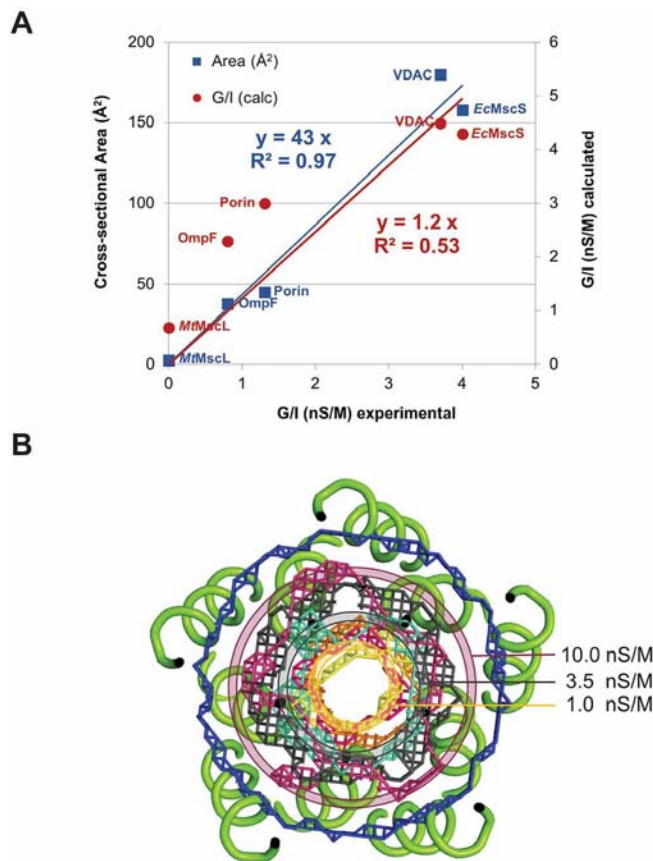 A
200
150
100
50
0
Cross-sectional Area (Å²)
Area (Å²)
G/I (calc)
y = 43 x
R² = 0.97
y = 1.2 x
R² = 0.53
VDAC
EcMscS
VDAC
EcMscS
Porin
OmpF
OmpF
Porin
MtMscL
MtMscL
6
5
4
3
2
1
0
G/I (nS/M) calculated
0
1
2
3
4
5
G/I (nS/M) experimental
B
10.0 nS/M
3.5 nS/M
1.0 nS/M